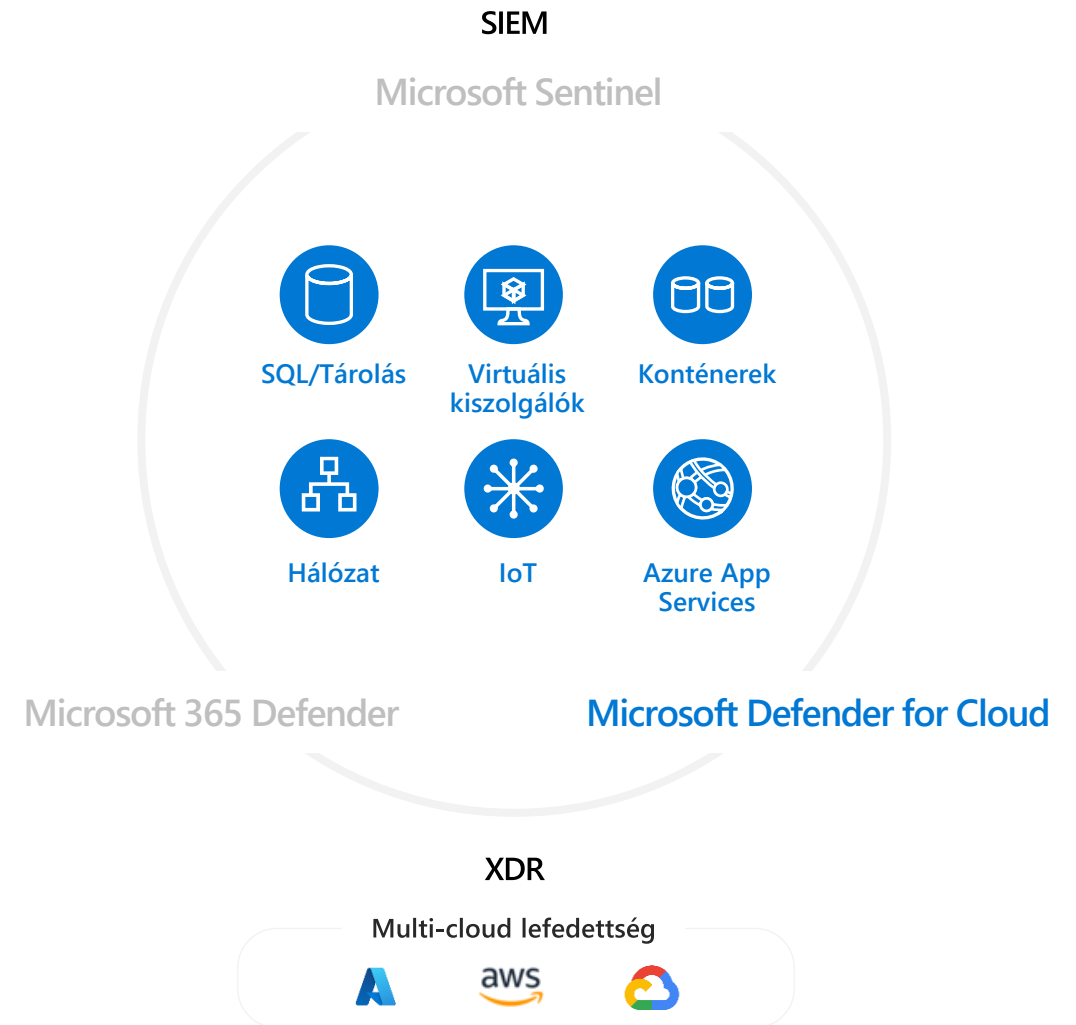 SIEM
Microsoft Sentinel
SQL/Tárolás
Virtuális
kiszolgálók
Konténerek
Hálózat
IoT
Azure App
Services
Microsoft 365 Defender
Microsoft Defender for Cloud
XDR
Multi-cloud lefedettség
aws